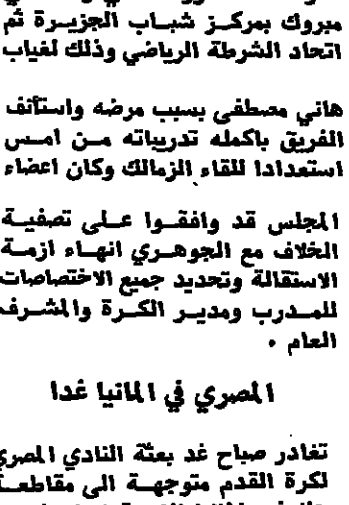 مبروك بمركز شباب الجزيرة ثم
اتحاد الشرطة الرياضي وذلك لغياب
هاني مصطفى بسبب مرضه واستأنف
الفريق باكمله تدريباته من امس
استعدادا للقاء الزمالك وكان اعضاء
المجلس قد وافقوا على تصفية
الخلاف مع الجوهري انهاء ازمة
الاستقالة وتحديد جميع الاختصاصات
للمدرب ومدير الكرة والمشرف
العام .
المصري في المانيا غدا
تغادر صباح غد بعثة النادي المصري
لكرة القدم متوجهة الى مقاطعة